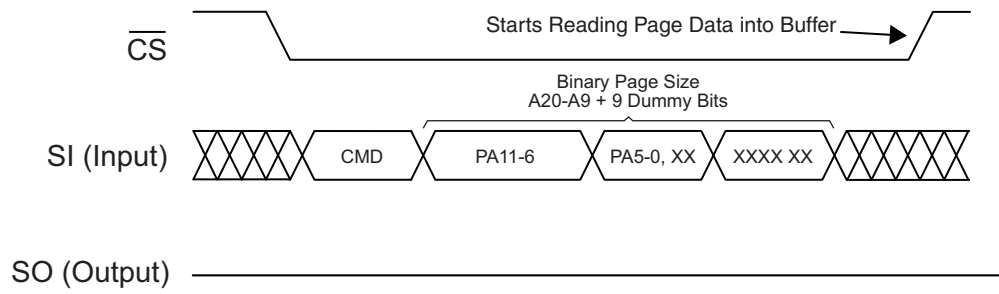 Starts Reading Page Data into Buffer
CS
Binary Page Size
A20-A9 + 9 Dummy Bits
SI (Input)
CMD
PA11-6
PA5-0, XX
XXXX XX
SO (Output)